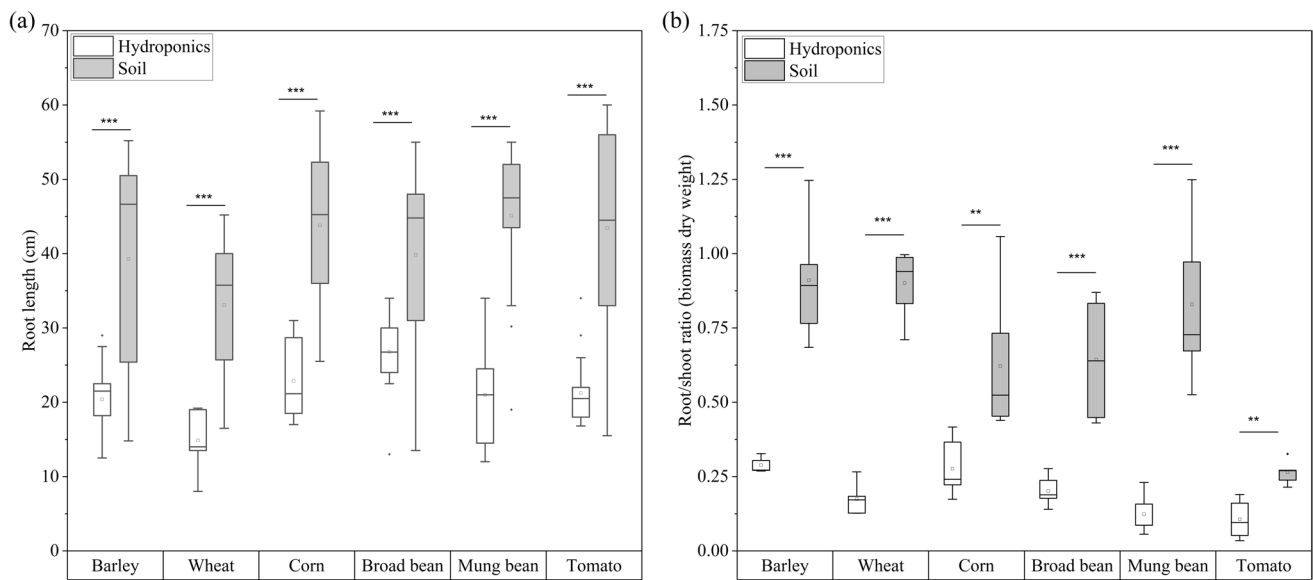 (a)
70
60
50
40
30
20
10
0
Root length (cm)
Hydroponics
Soil
***
***
***
***
***
***
Barley Wheat Corn Broad bean Mung bean Tomato
(b)
1.75
1.50
1.25
1.00
0.75
0.50
0.25
0.00
Root/shoot ratio (biomass dry weight)
Hydroponics
Soil
***
***
**
***
***
**
Barley Wheat Corn Broad bean Mung bean Tomato